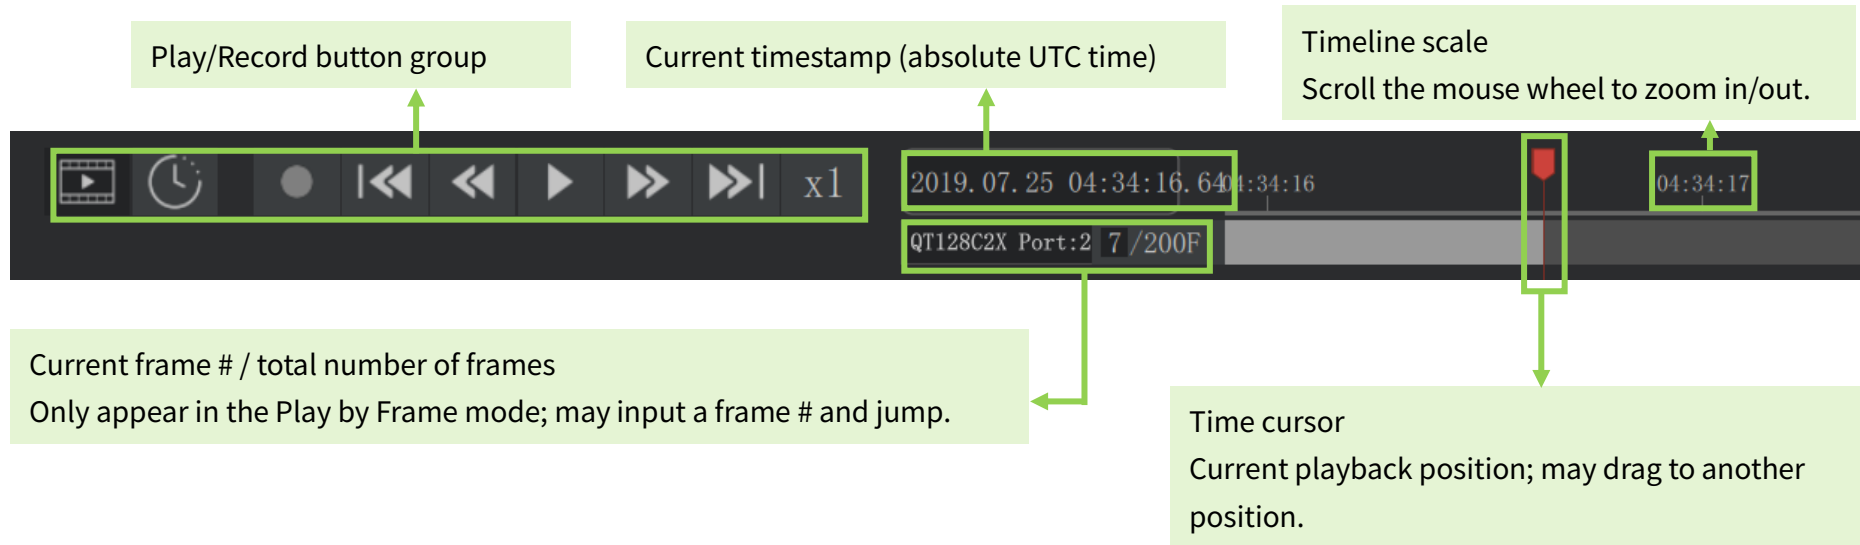 Play/Record button group
Current timestamp (absolute UTC time)
Timeline scale
Scroll the mouse wheel to zoom in/out.
x1
2019.07.25 04:34:16.64
04:34:16
04:34:17
QT128C2X Port:2 7 /200F
Current frame # / total number of frames
Only appear in the Play by Frame mode; may input a frame # and jump.
Time cursor
Current playback position; may drag to another
position.